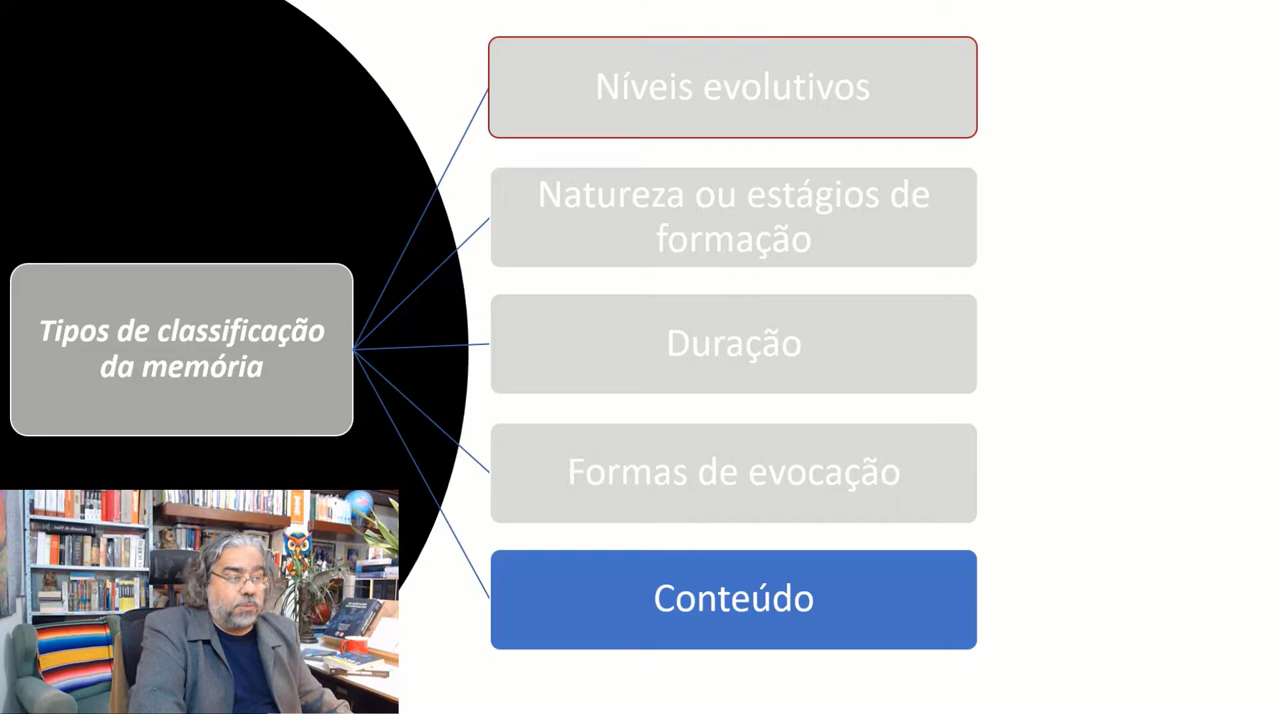 Níveis evolutivos
Natureza ou estágios de
formação
Duração
Formas de evocação
Conteúdo
Tipos de classificação
da memória